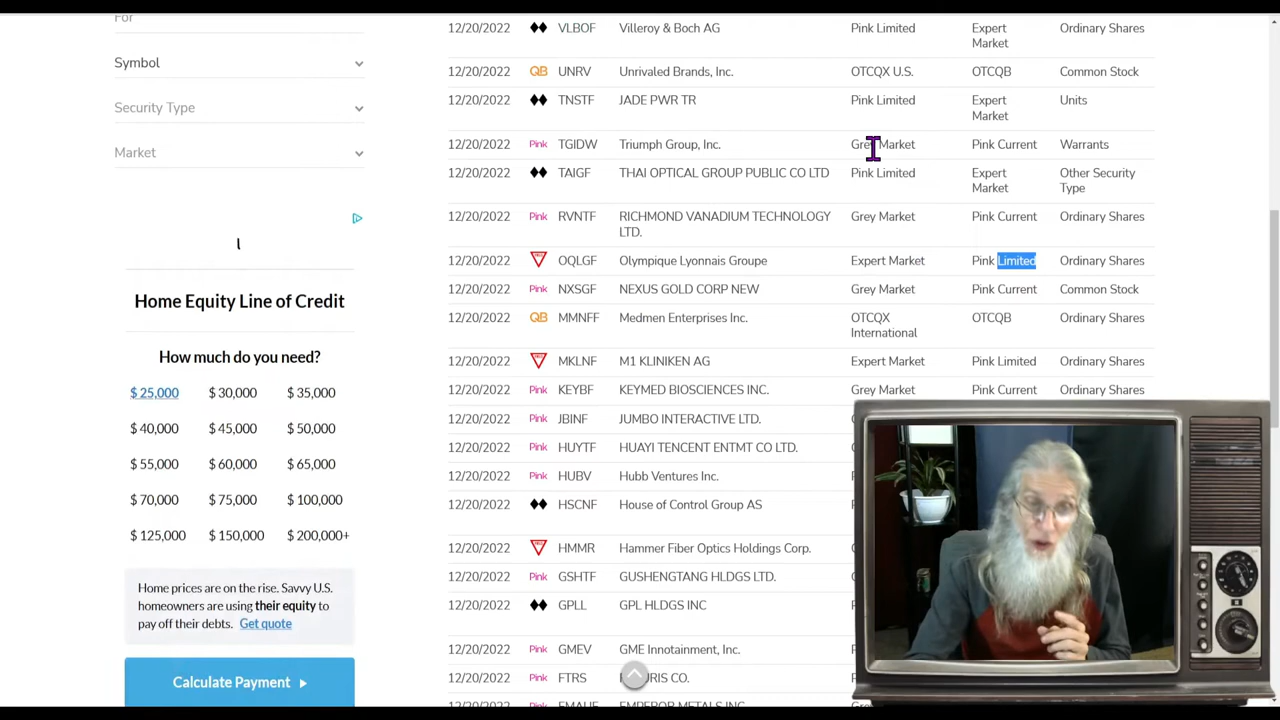 For
Symbol
Security Type
Market
Home Equity Line of Credit
How much do you need?
$ 25,000 $ 30,000 $ 35,000
$ 40,000 $ 45,000 $ 50,000
$ 55,000 $ 60,000 $ 65,000
$ 70,000 $ 75,000 $ 100,000
$ 125,000 $ 150,000 $ 200,000+
Home prices are on the rise. Savvy U.S.
homeowners are using their equity to
pay off their debts. Get quote
Calculate Payment
12/20/2022 VLBOF Villeroy & Boch AG Pink Limited Expert Market Ordinary Shares
12/20/2022 QB UNRV Unrivaled Brands, Inc. OTCQX U.S. OTCQB Common Stock
12/20/2022 TNSTF JADE PWR TR Pink Limited Expert Market Units
12/20/2022 Pink TGIDW Triumph Group, Inc. Grey Market Pink Current Warrants
12/20/2022 TAIGF THAI OPTICAL GROUP PUBLIC CO LTD Pink Limited Expert Market Other Security Type
12/20/2022 Pink RVNTF RICHMOND VANADIUM TECHNOLOGY LTD. Grey Market Pink Current Ordinary Shares
12/20/2022 OQLGF Olympique Lyonnais Groupe Expert Market Pink Limited Ordinary Shares
12/20/2022 Pink NXSGF NEXUS GOLD CORP NEW Grey Market Pink Current Common Stock
12/20/2022 QB MMNFF Medmen Enterprises Inc. OTCQX International OTCQB Ordinary Shares
12/20/2022 MKLNF M1 KLINIKEN AG Expert Market Pink Limited Ordinary Shares
12/20/2022 Pink KEYBF KEYMED BIOSCIENCES INC. Grey Market Pink Current Ordinary Shares
12/20/2022 Pink JBINF JUMBO INTERACTIVE LTD.
12/20/2022 Pink HUYTF HUAYI TENCENT ENTMT CO LTD.
12/20/2022 Pink HUBV Hubb Ventures Inc.
12/20/2022 HSCNF House of Control Group AS
12/20/2022 HMMR Hammer Fiber Optics Holdings Corp.
12/20/2022 Pink GSHTF GUSHENGTANG HLDGS LTD.
12/20/2022 GPLL GPL HLDGS INC
12/20/2022 Pink GMEV GME Innotainment, Inc.
12/20/2022 Pink FTRS CO.
12/20/2022 Pink EMAUF EMPEROR METALS INC